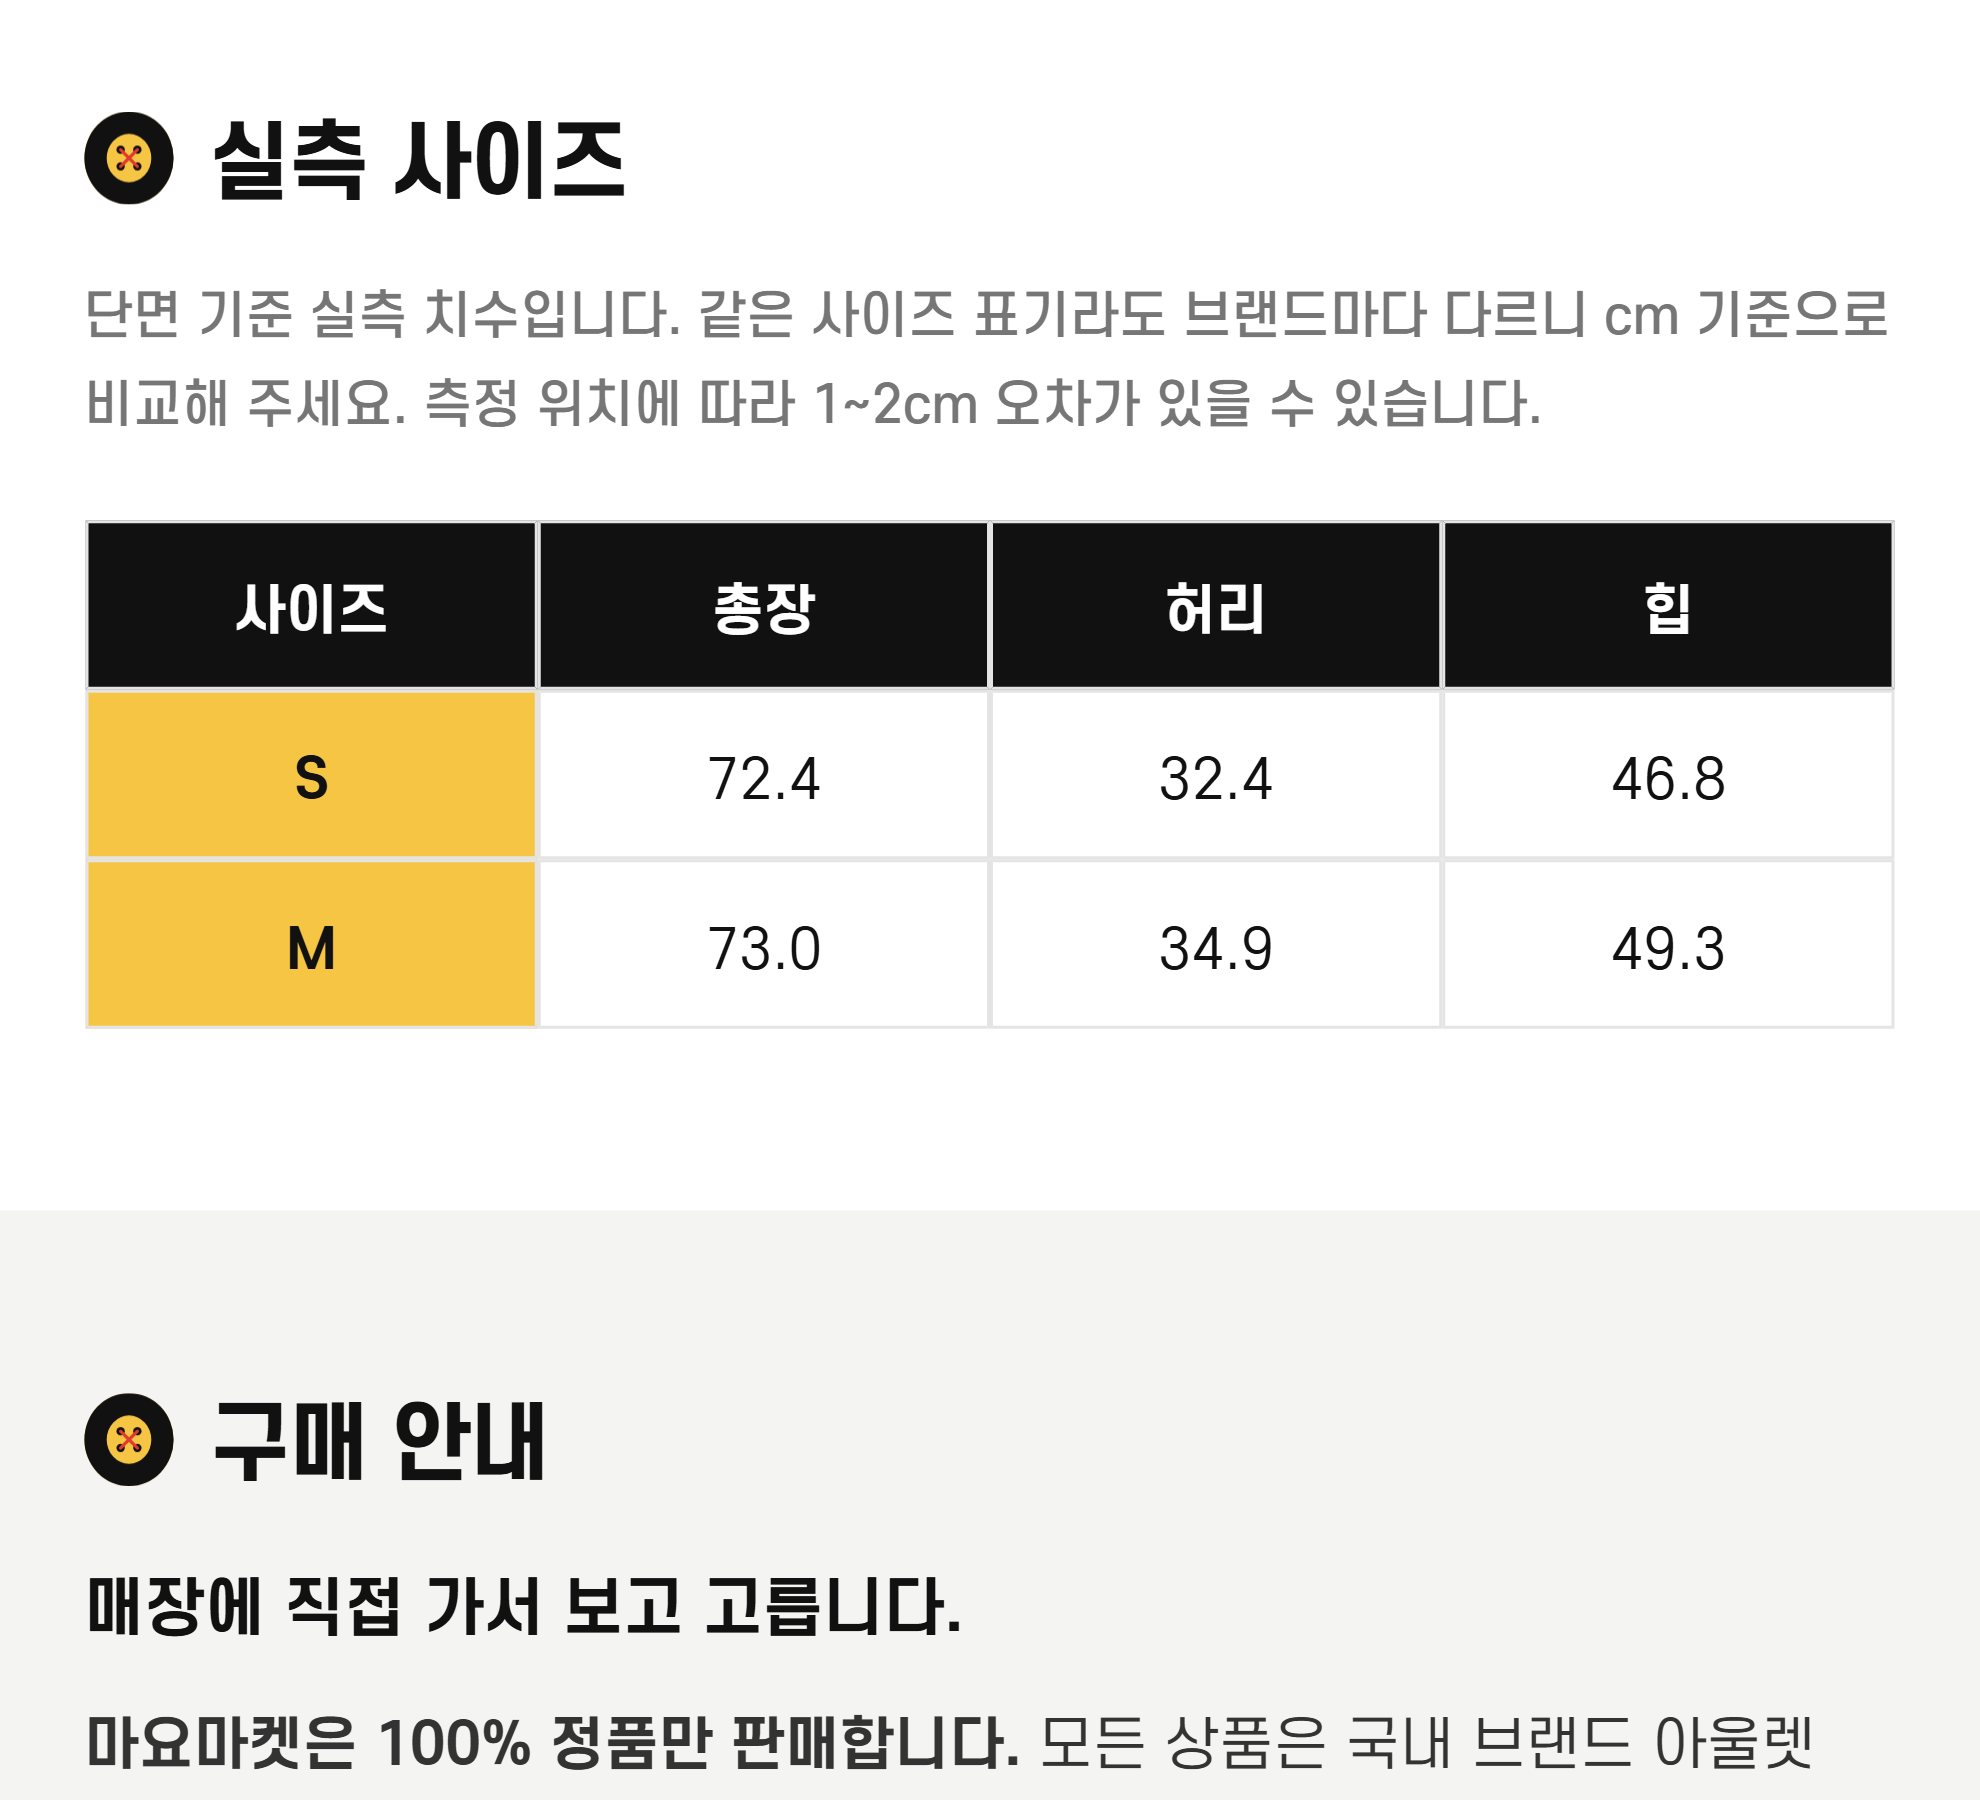 실측 사이즈
단면 기준 실측 치수입니다. 같은 사이즈 표기라도 브랜드마다 다르니 cm 기준으로
비교해 주세요. 측정 위치에 따라 1~2cm 오차가 있을 수 있습니다.
사이즈 총장 허리 힙
S 72.4 32.4 46.8
M 73.0 34.9 49.3
구매 안내
매장에 직접 가서 보고 고릅니다.
마요마켓은 100% 정품만 판매합니다. 모든 상품은 국내 브랜드 아울렛